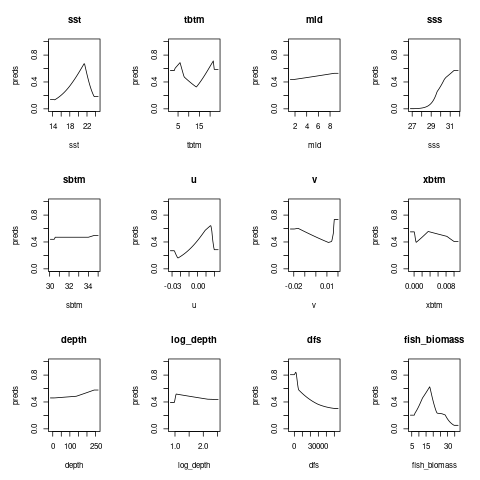 sst
tbtm
mld
sss
preds
0.0 0.4 0.8
14 18 22
sst
preds
0.0 0.4 0.8
5 15
tbtm
preds
0.0 0.4 0.8
2 4 6 8
mld
preds
0.0 0.4 0.8
27 29 31
sss
sbtm
u
v
xbtm
preds
0.0 0.4 0.8
30 32 34
sbtm
preds
0.0 0.4 0.8
-0.03 0.00
u
preds
0.0 0.4 0.8
-0.02 0.01
v
preds
0.0 0.4 0.8
0.000 0.008
xbtm
depth
log_depth
dfs
fish_biomass
preds
0.0 0.4 0.8
0 100 250
depth
preds
0.0 0.4 0.8
1.0 2.0
log_depth
preds
0.0 0.4 0.8
0 30000
dfs
preds
0.0 0.4 0.8
5 15 30
fish_biomass